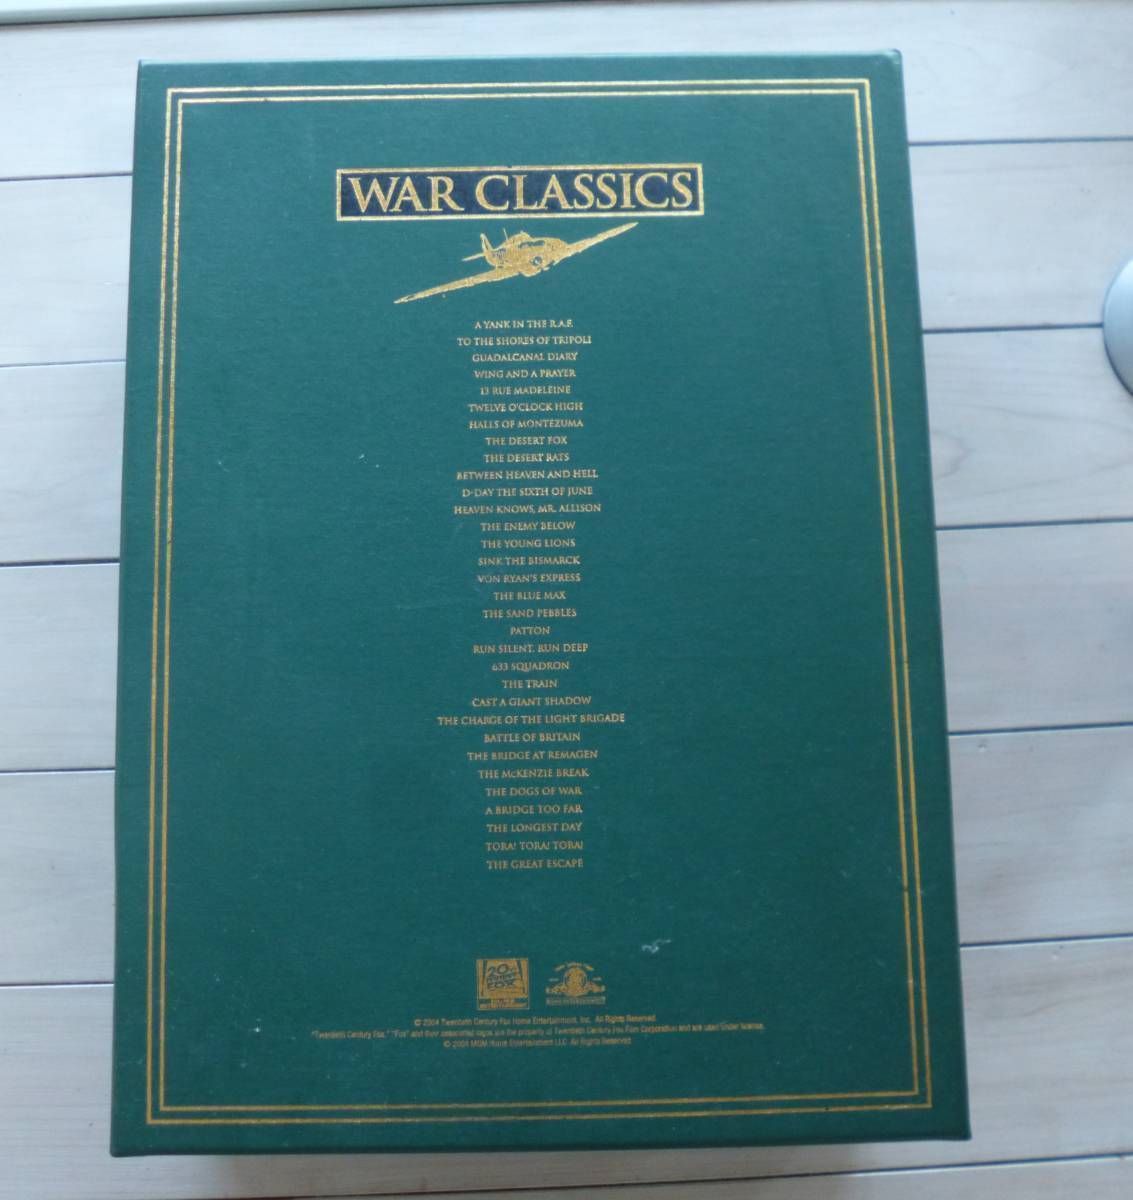 WAR CLASSICS
A YANK IN THE R.A.F.
TO THE SHORES OF TRIPOLI
GUADALCANAL DIARY
WING AND A PRAYER
13 RUE MADELEINE
TWELVE O'CLOCK HIGH
HALLS OF MONTEZUMA
THE DESERT FOX
THE DESERT RATS
BETWEEN HEAVEN AND HELL
D-DAY THE SIXTH OF JUNE
HEAVEN KNOWS, MR. ALLISON
THE ENEMY BELOW
THE YOUNG LIONS
SINK THE BISMARCK
VON RYAN'S EXPRESS
THE BLUE MAX
THE SAND PEBBLES
PATTON
RUN SILENT, RUN DEEP
633 SQUADRON
THE TRAIN
CAST A GIANT SHADOW
THE CHARGE OF THE LIGHT BRIGADE
BATTLE OF BRITAIN
THE BRIDGE AT REMAGEN
THE McKENZIE BREAK
THE DOGS OF WAR
A BRIDGE TOO FAR
THE LONGEST DAY
TORA! TORA! TORA!
THE GREAT ESCAPE
20th CENTURY FOX
© 2004 Twentieth Century Fox Home Entertainment, Inc. All Rights Reserved.
"Twentieth Century Fox," "Fox" and their associated logos are the property of Twentieth Century Fox Film Corporation and are used under license.
© 2004 MGM Home Entertainment LLC. All Rights Reserved